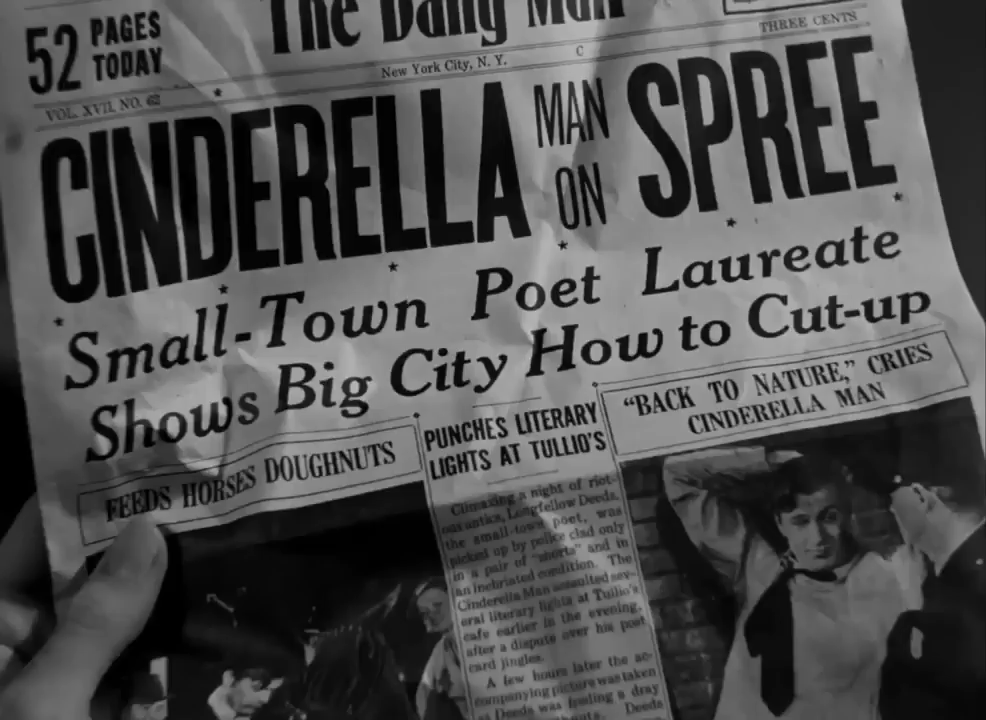 52 PAGES
TODAY
The Daily Mail
THREE CENTS
New York City, N. Y.
C
VOL. XVII, NO. 62
CINDERELLA MAN ON SPREE
Small-Town Poet Laureate
Shows Big City How to Cut-up
FEEDS HORSES DOUGHNUTS
PUNCHES LITERARY
LIGHTS AT TULLIO'S
"BACK TO NATURE," CRIES
CINDERELLA MAN
Climaxing a night of riot-
ous antics, Longfellow Deeds,
the small-town poet, was
picked up by police clad only
in a pair of "shorts" and in
an inebriated condition. The
Cinderella Man assaulted sev-
eral literary lights at Tullio's
cafe earlier in the evening,
after a dispute over his post
card jingles.
A few hours later the ac-
companying picture was taken
as Deeds was feeding a dray
Deeds